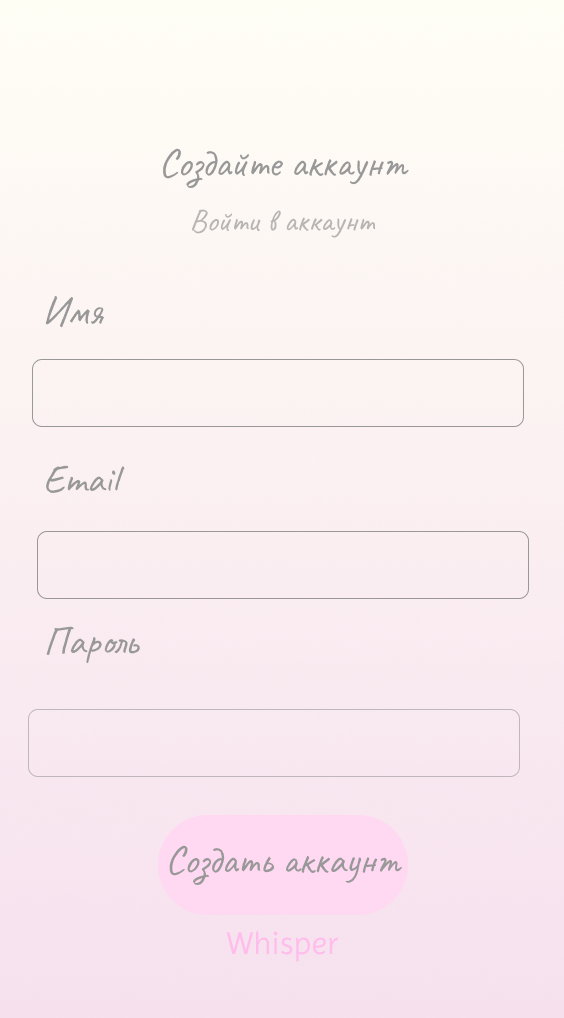 Создайте аккаунт
Войти в аккаунт
Имя
Email
Пароль
Создать аккаунт
Whisper